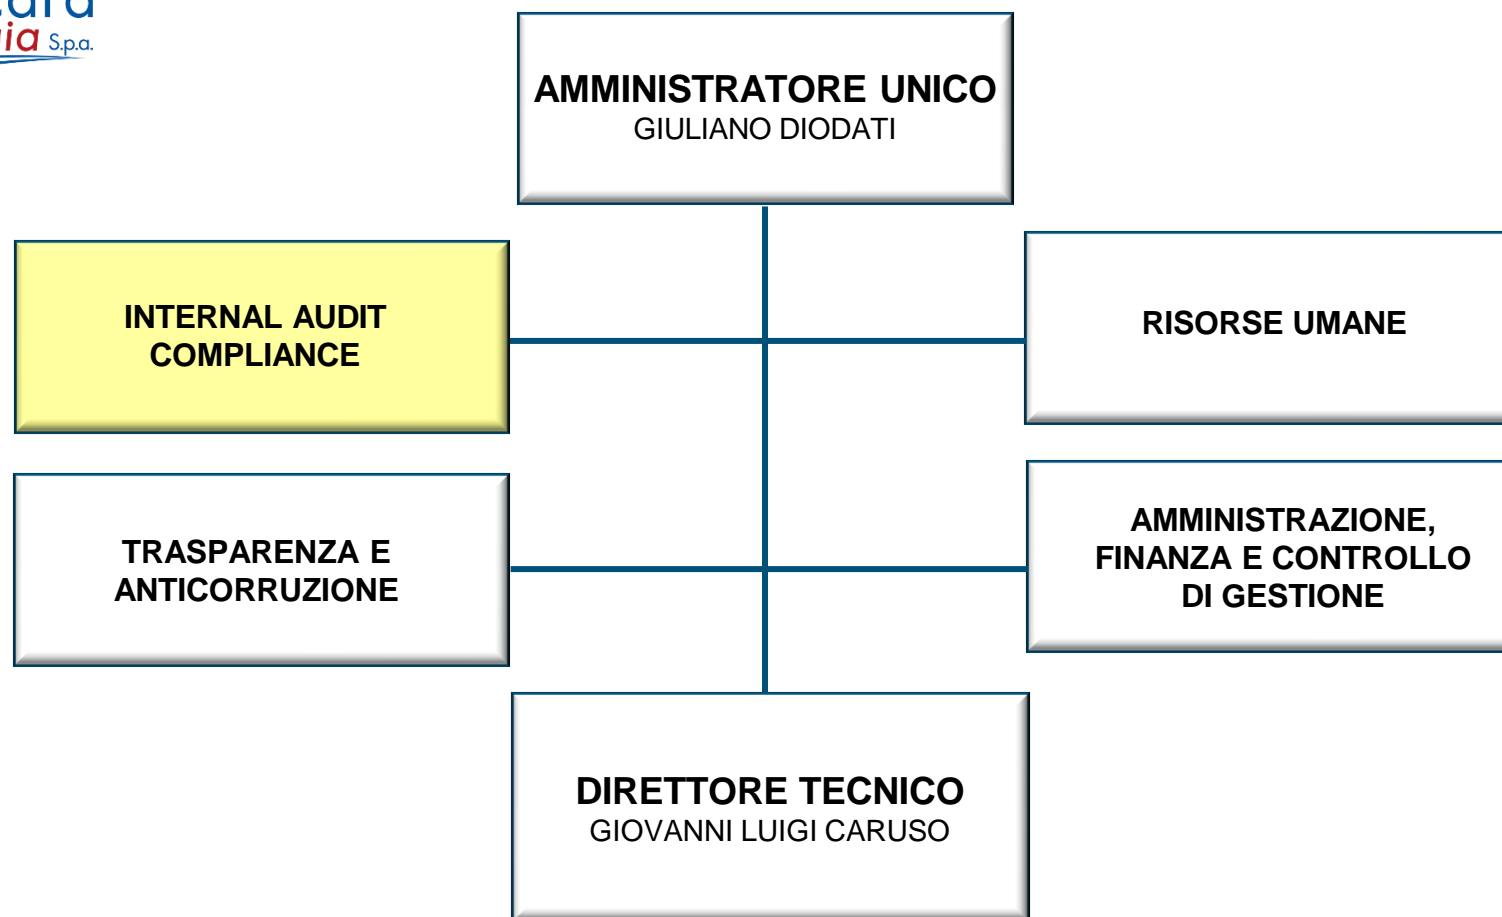 S.p.a.
AMMINISTRATORE UNICO
GIULIANO DIODATI
INTERNAL AUDIT
COMPLIANCE
RISORSE UMANE
TRASPARENZA E
ANTICORRUZIONE
AMMINISTRAZIONE,
FINANZA E CONTROLLO
DI GESTIONE
DIRETTORE TECNICO
GIOVANNI LUIGI CARUSO